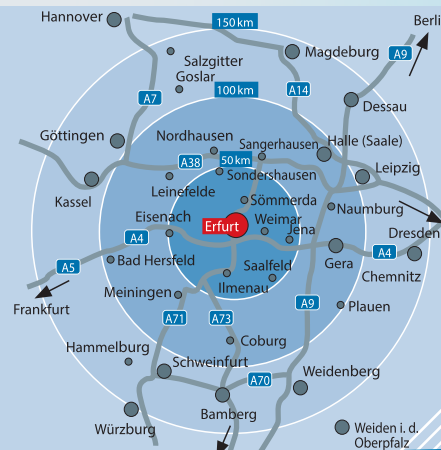 Hannover
150 km
Berli
Salzgitter
Magdeburg
A9
Goslar
100 km
A14
A7
Dessau
Göttingen
Nordhausen
Sangerhausen
Halle (Saale)
A38
50 km
Leipzig
Sondershausen
Kassel
Leinefelde
Sömmerda
Naumburg
Eisenach
Erfurt
Weimar
Jena
Dresden
A4
A4
A5
Bad Hersfeld
Saalfeld
Gera
Chemnitz
Ilmenau
Meiningen
A9
Frankfurt
Plauen
A71
A73
Hammelburg
Coburg
Schweinfurt
A70
Weidenberg
Bamberg
Würzburg
Weiden i. d.
Oberpfalz